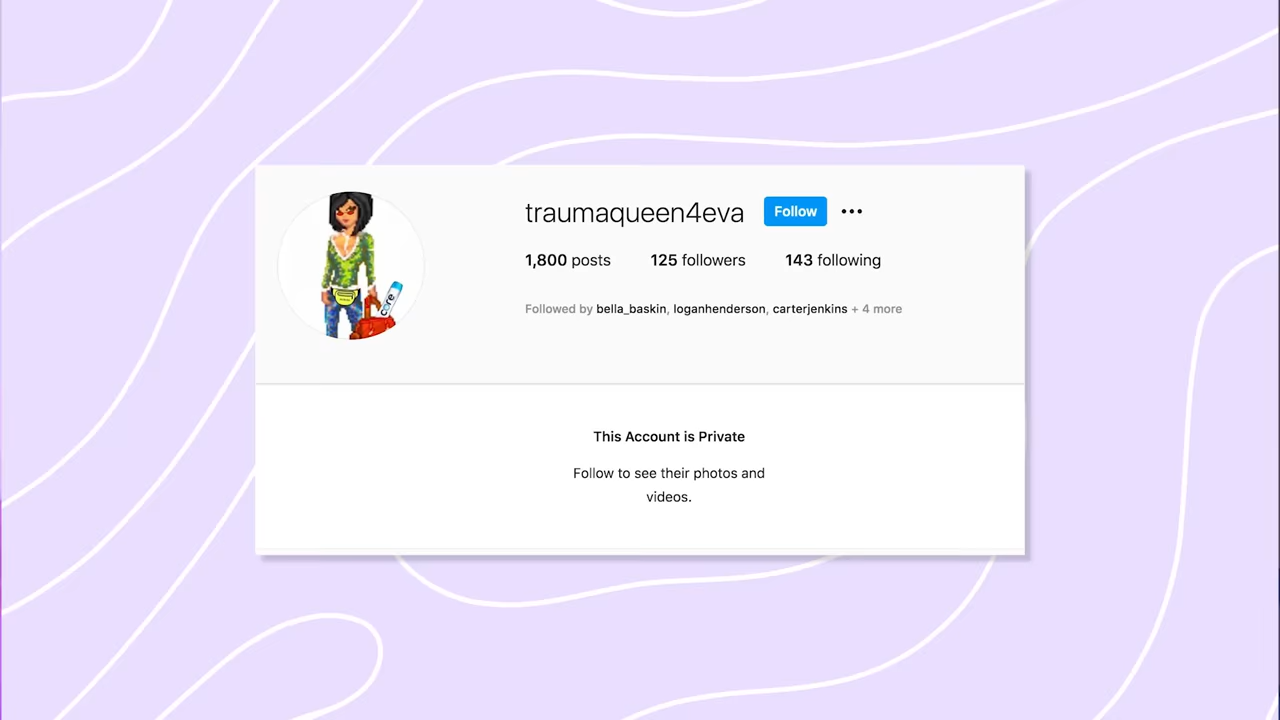 traumaqueen4eva Follow
1,800 posts 125 followers 143 following
Followed by bella_baskin, loganhenderson, carterjenkins + 4 more
core
This Account is Private
Follow to see their photos and
videos.